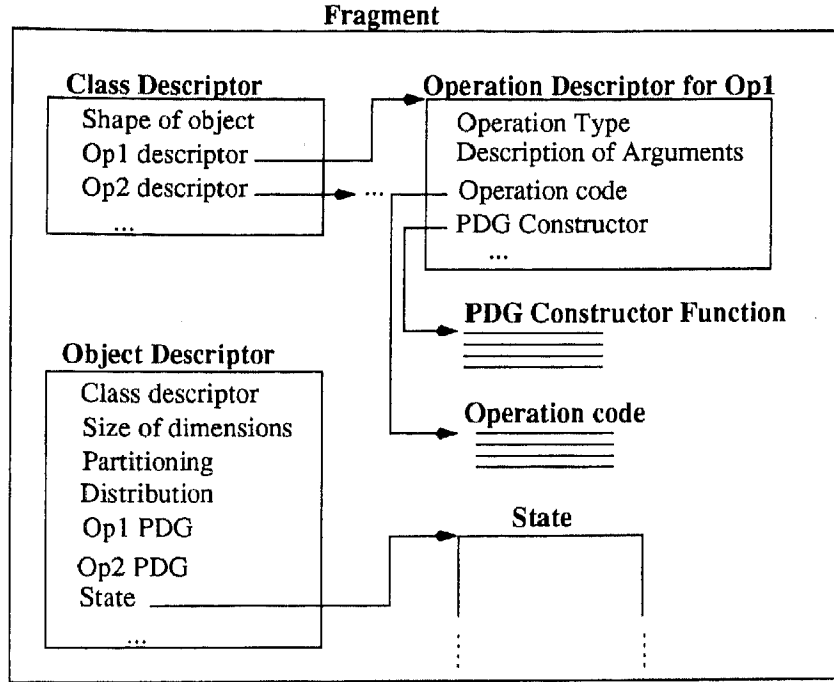 Fragment
Class Descriptor
Shape of object
Op1 descriptor
Op2 descriptor
...
...
Operation Descriptor for Op1
Operation Type
Description of Arguments
Operation code
PDG Constructor
...
PDG Constructor Function
Operation code
Object Descriptor
Class descriptor
Size of dimensions
Partitioning
Distribution
Op1 PDG
Op2 PDG
State
...
State